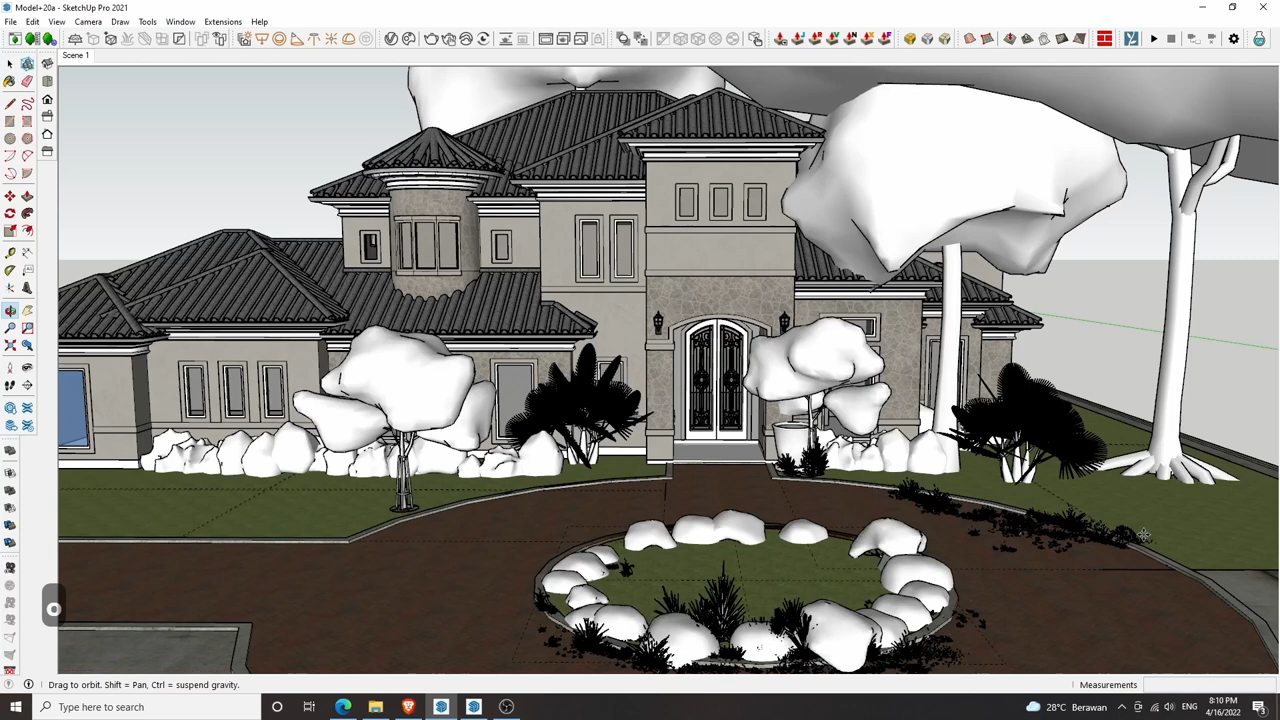 Model+20a - SketchUp Pro 2021
File Edit View Camera Draw Tools Window Extensions Help
Scene 1
O
Drag to orbit. Shift = Pan, Ctrl = suspend gravity.
Measurements
Type here to search
28°C Berawan
ENG
8:10 PM
4/16/2022